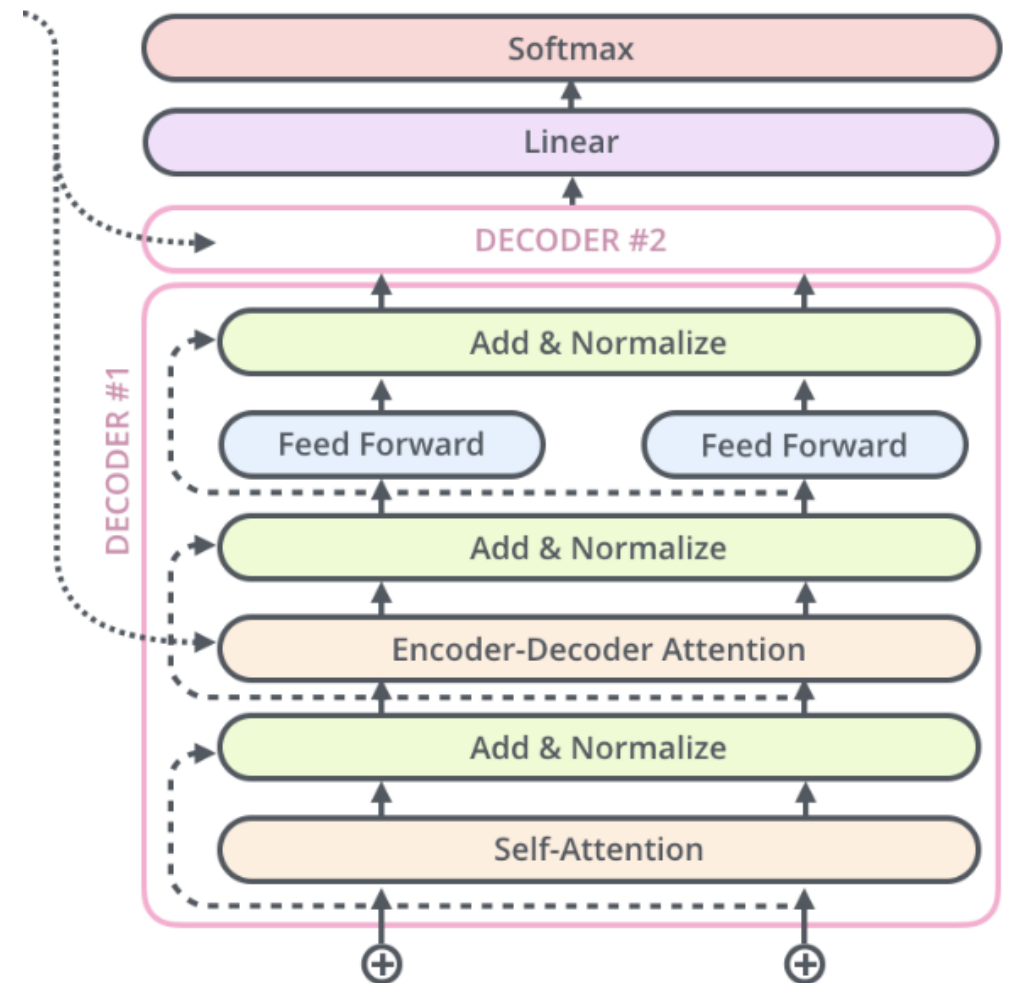 Softmax
Linear
DECODER #2
DECODER #1
Add & Normalize
Feed Forward
Feed Forward
Add & Normalize
Encoder-Decoder Attention
Add & Normalize
Self-Attention